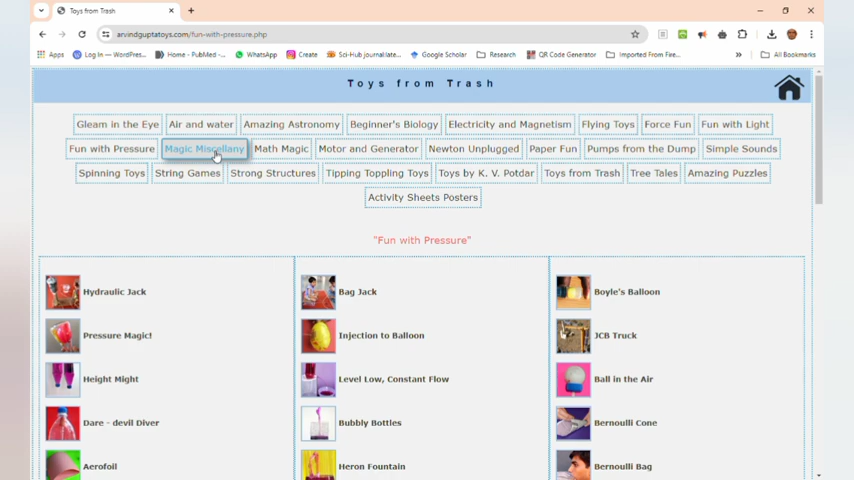 Toys from Trash
arvindguptatoys.com/fun-with-pressure.php
Apps Log In — WordPres... Home - PubMed -... WhatsApp Create Sci-Hub journal:late... Google Scholar Research QR Code Generator Imported From Fire... » All Bookmarks
Toys from Trash
Gleam in the Eye Air and water Amazing Astronomy Beginner's Biology Electricity and Magnetism Flying Toys Force Fun Fun with Light
Fun with Pressure Magic Miscellany Math Magic Motor and Generator Newton Unplugged Paper Fun Pumps from the Dump Simple Sounds
Spinning Toys String Games Strong Structures Tipping Toppling Toys Toys by K. V. Potdar Toys from Trash Tree Tales Amazing Puzzles
Activity Sheets Posters
"Fun with Pressure"
Hydraulic Jack Bag Jack Boyle's Balloon
Pressure Magic! Injection to Balloon JCB Truck
Height Might Level Low, Constant Flow Ball in the Air
Dare - devil Diver Bubbly Bottles Bernoulli Cone
Aerofoil Heron Fountain Bernoulli Bag